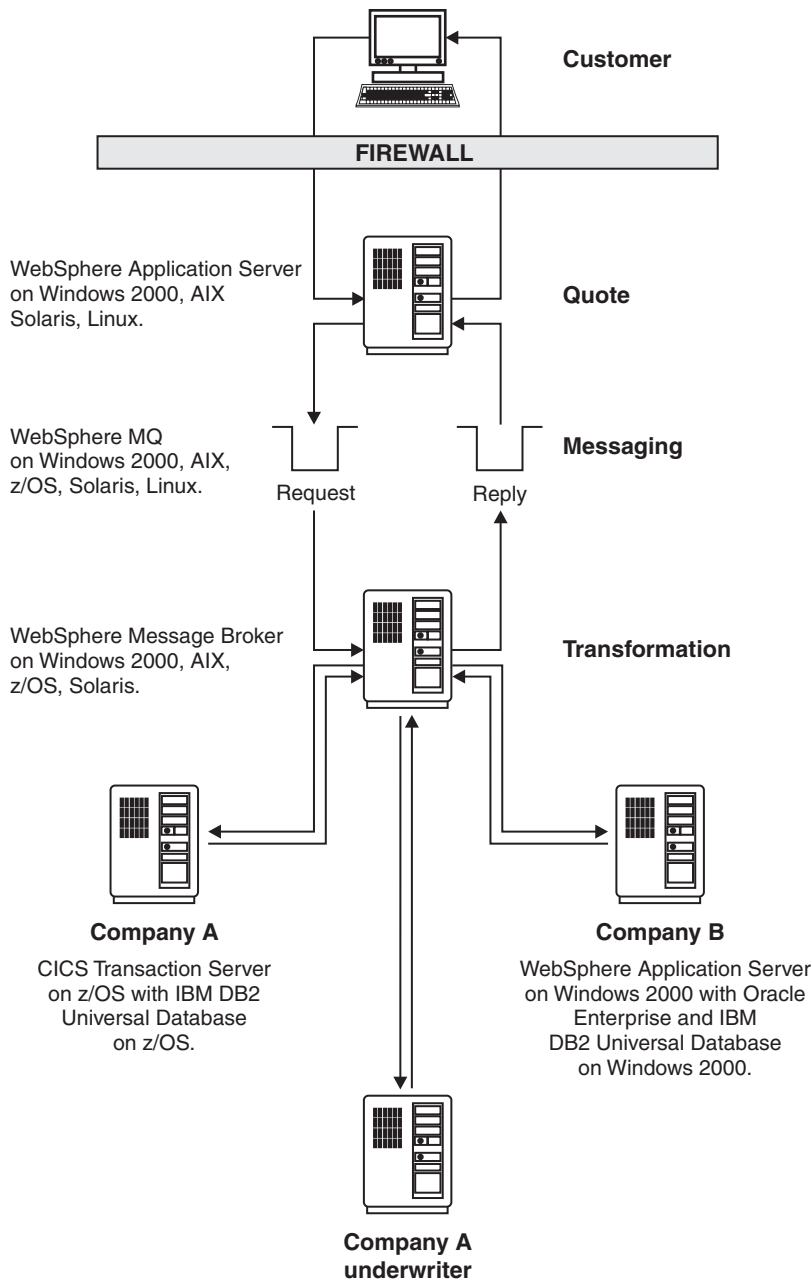 Customer
FIREWALL
WebSphere Application Server
on Windows 2000, AIX
Solaris, Linux.
Quote
WebSphere MQ
on Windows 2000, AIX,
z/OS, Solaris, Linux.
Request
Reply
Messaging
WebSphere Message Broker
on Windows 2000, AIX,
z/OS, Solaris.
Transformation
Company A
CICS Transaction Server
on z/OS with IBM DB2
Universal Database
on z/OS.
Company B
WebSphere Application Server
on Windows 2000 with Oracle
Enterprise and IBM
DB2 Universal Database
on Windows 2000.
Company A
underwriter